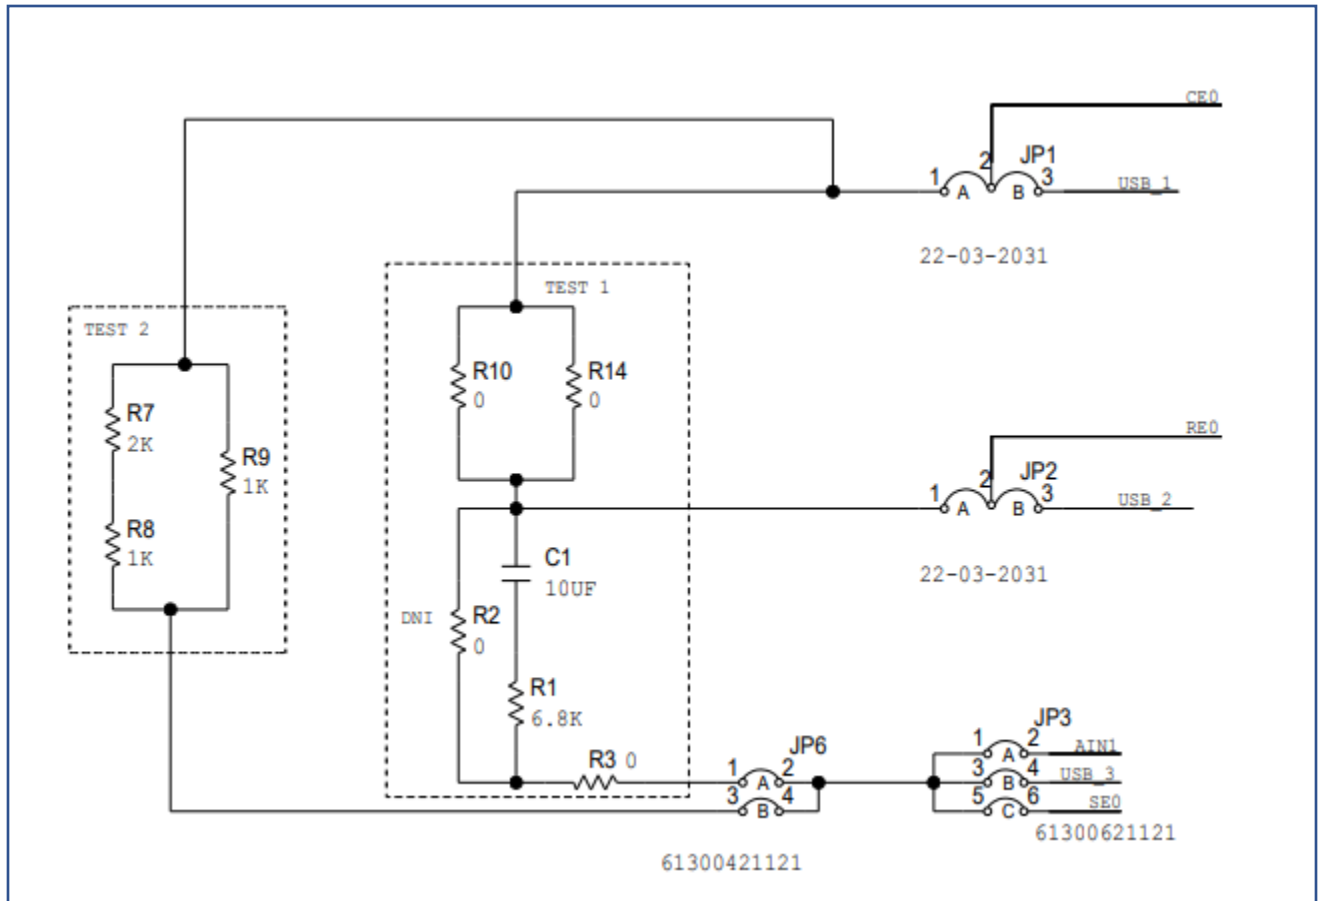 CE0
1 2 JP1 3
A B
USB_1
22-03-2031
TEST 1
TEST 2
R10
0
R14
0
R7
2K
R9
1K
R8
1K
RE0
1 2 JP2 3
A B
USB_2
22-03-2031
C1
10UF
DNI
R2
0
R1
6.8K
R3 0
JP6
1 A 2
3 B 4
61300421121
JP3
1 A 2 AIN1
3 B 4 USB_3
5 C 6 SE0
61300621121